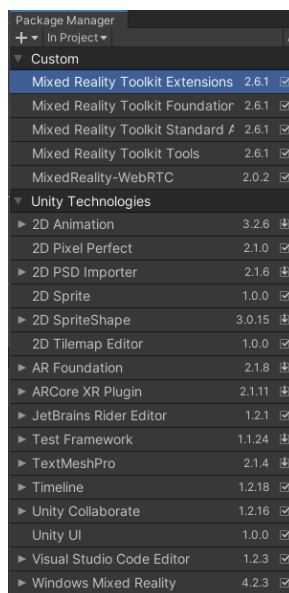 Package Manager
In Project
Custom
Mixed Reality Toolkit Extensions 2.6.1
Mixed Reality Toolkit Foundation 2.6.1
Mixed Reality Toolkit Standard A 2.6.1
Mixed Reality Toolkit Tools 2.6.1
MixedReality-WebRTC 2.0.2
Unity Technologies
2D Animation 3.2.6
2D Pixel Perfect 2.1.0
2D PSD Importer 2.1.6
2D Sprite 1.0.0
2D SpriteShape 3.0.15
2D Tilemap Editor 1.0.0
AR Foundation 2.1.8
ARCore XR Plugin 2.1.11
JetBrains Rider Editor 1.2.1
Test Framework 1.1.24
TextMeshPro 2.1.4
Timeline 1.2.18
Unity Collaborate 1.2.16
Unity UI 1.0.0
Visual Studio Code Editor 1.2.3
Windows Mixed Reality 4.2.3